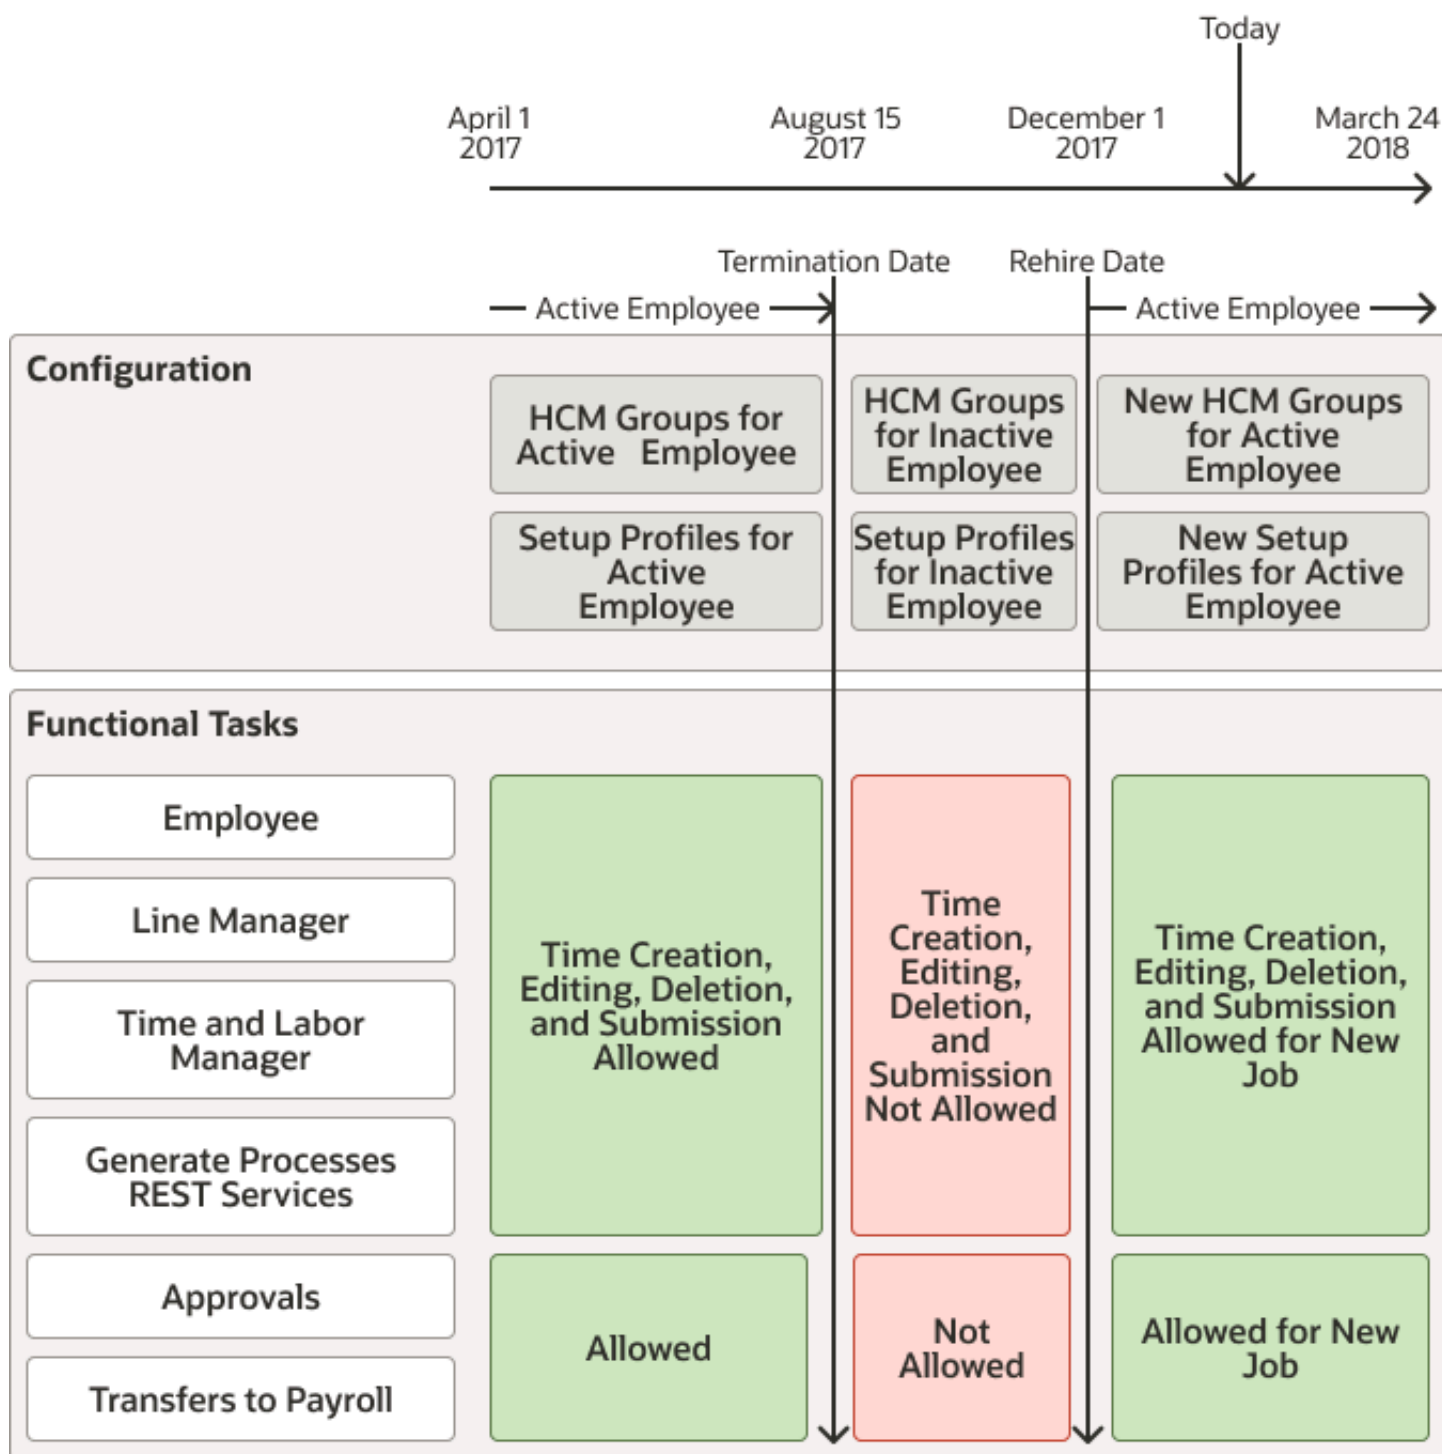 Today
April 1
2017
August 15
2017
December 1
2017
March 24
2018
Termination Date
Rehire Date
Active Employee
Active Employee
Configuration
HCM Groups for
Active Employee
HCM Groups
for Inactive
Employee
New HCM Groups
for Active
Employee
Setup Profiles for
Active
Employee
Setup Profiles
for Inactive
Employee
New Setup
Profiles for Active
Employee
Functional Tasks
Employee
Line Manager
Time and Labor
Manager
Generate Processes
REST Services
Time Creation,
Editing, Deletion,
and Submission
Allowed
Time
Creation,
Editing,
Deletion,
and
Submission
Not Allowed
Time Creation,
Editing, Deletion,
and Submission
Allowed for New
Job
Approvals
Transfers to Payroll
Allowed
Not
Allowed
Allowed for New
Job